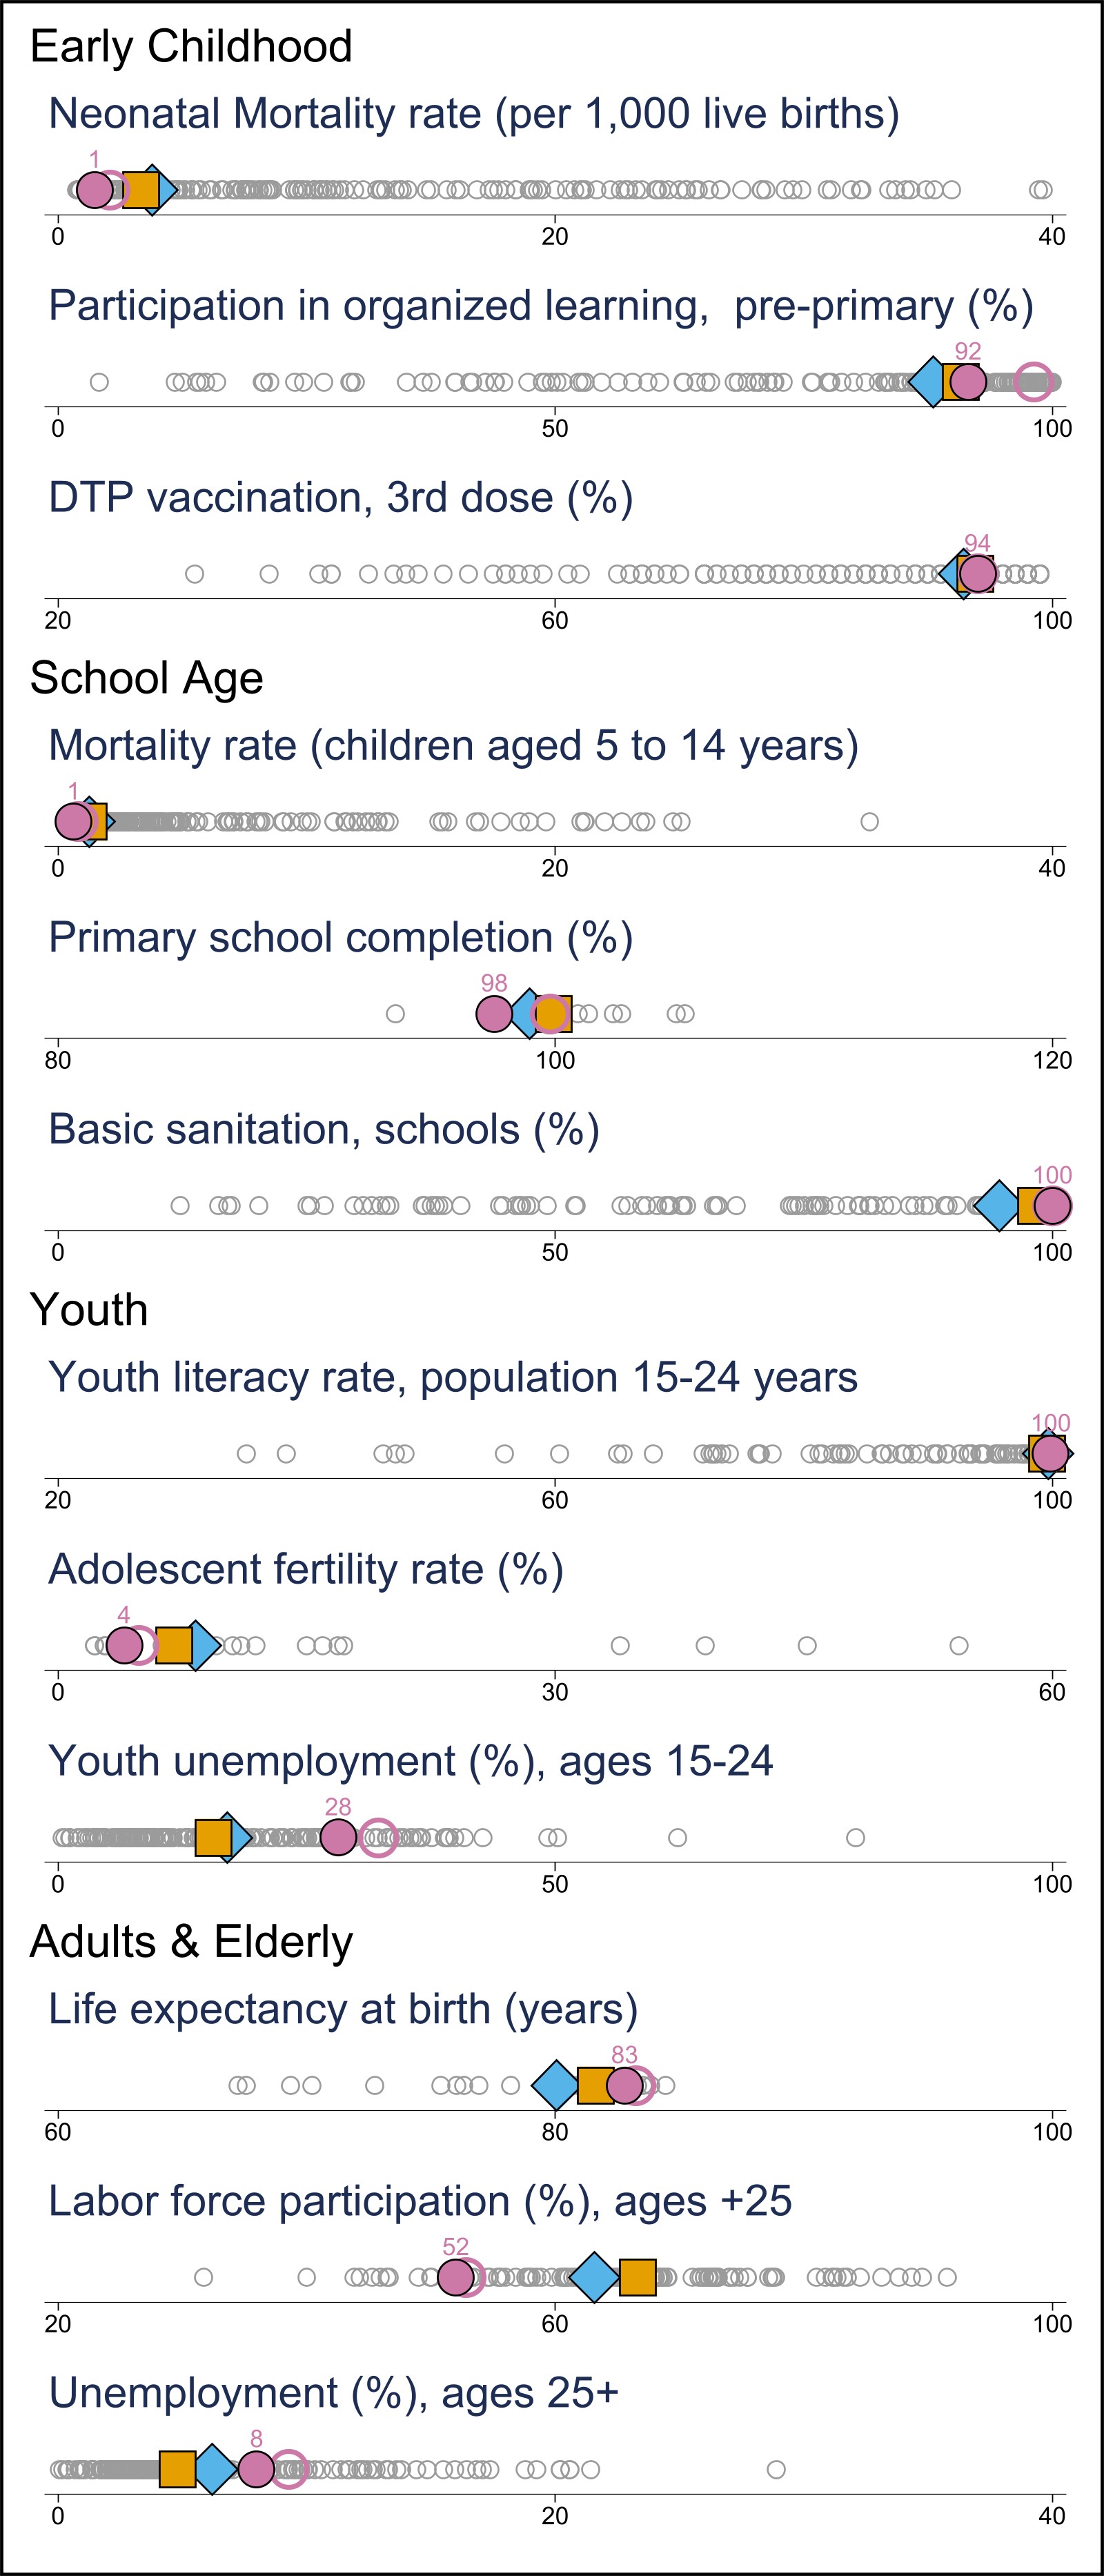 Early Childhood
Neonatal Mortality rate (per 1,000 live births)
1
0 20 40
Participation in organized learning,  pre-primary (%)
92
0 50 100
DTP vaccination, 3rd dose (%)
94
20 60 100
School Age
Mortality rate (children aged 5 to 14 years)
1
0 20 40
Primary school completion (%)
98
80 100 120
Basic sanitation, schools (%)
100
0 50 100
Youth
Youth literacy rate, population 15-24 years
100
20 60 100
Adolescent fertility rate (%)
4
0 30 60
Youth unemployment (%), ages 15-24
28
0 50 100
Adults & Elderly
Life expectancy at birth (years)
83
60 80 100
Labor force participation (%), ages +25
52
20 60 100
Unemployment (%), ages 25+
8
0 20 40